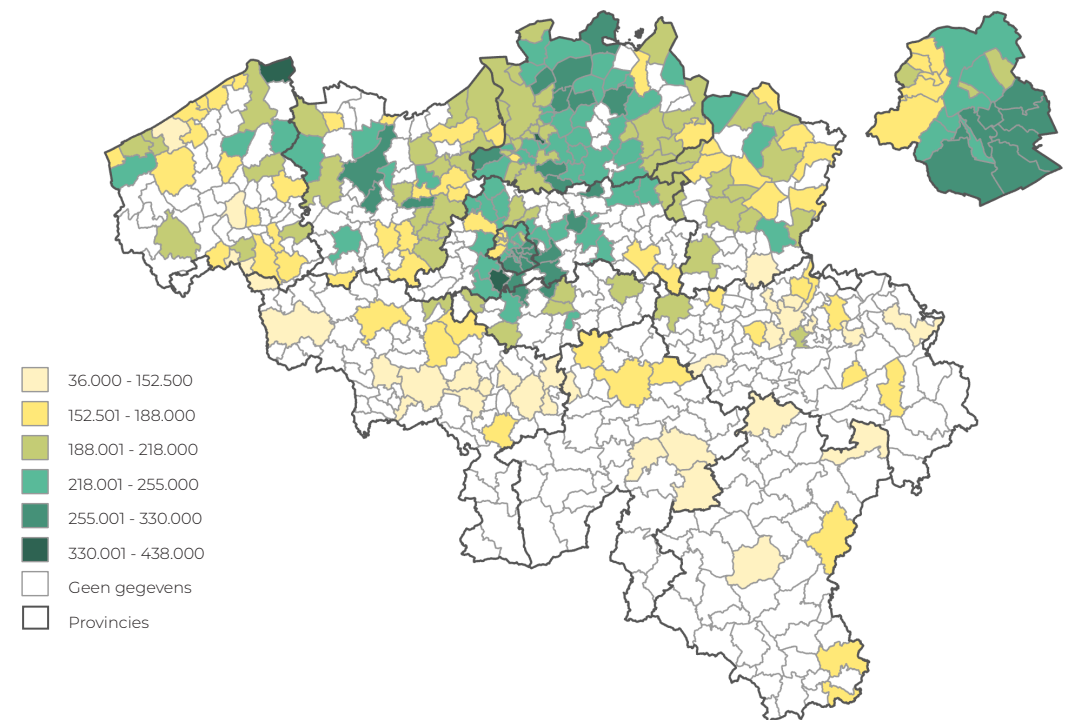 36.000 - 152.500
152.501 - 188.000
188.001 - 218.000
218.001 - 255.000
255.001 - 330.000
330.001 - 438.000
Geen gegevens
Provincies